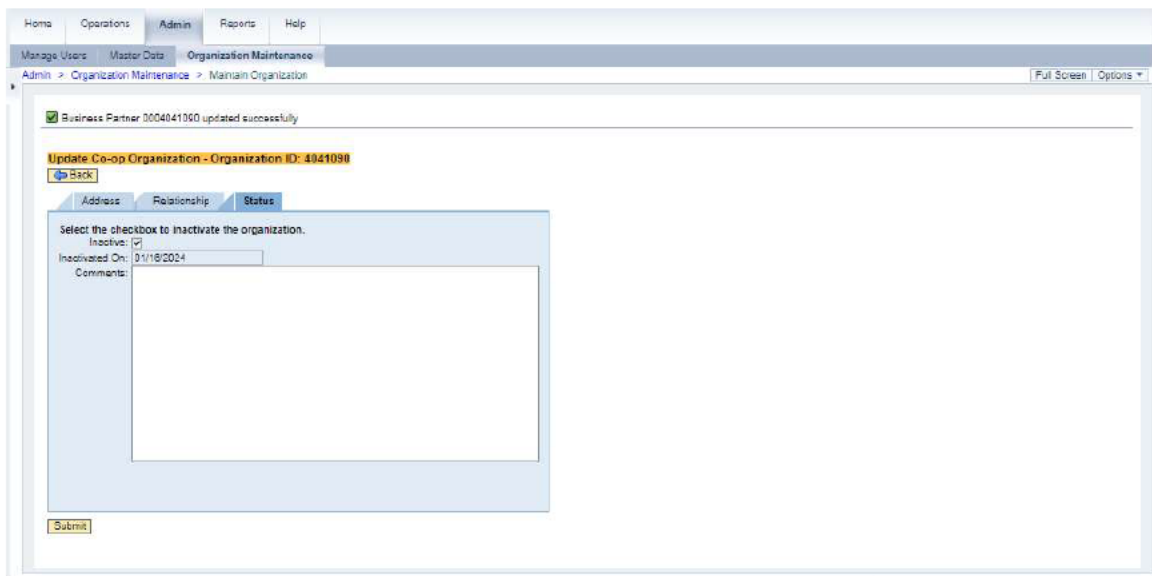 Home Operations Admin Reports Help
Manage Users Master Data Organization Maintenance
Admin > Organization Maintenance > Maintain Organization
Full Screen Options
Business Partner 0004041090 updated successfully
Update Co-op Organization - Organization ID: 4041090
Back
Address Relationship Status
Select the checkbox to inactivate the organization.
Inactive:
Inactivated On: 01/16/2024
Comments:
Submit